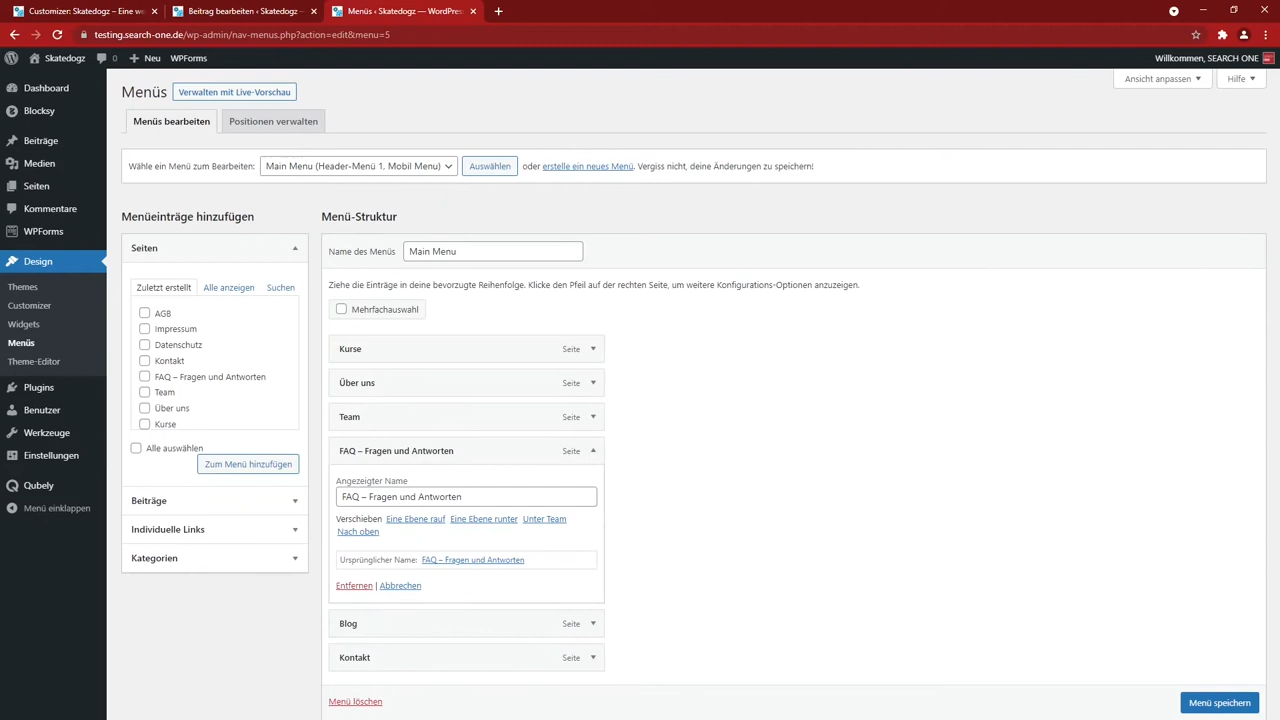 Customizer: Skatedogz – Eine we
Beitrag bearbeiten ‹ Skatedogz —
Menüs ‹ Skatedogz — WordPres
testing.search-one.de/wp-admin/nav-menus.php?action=edit&menu=5
Skatedogz
0
Neu
WPForms
Willkommen, SEARCH ONE
Dashboard
Blocksy
Beiträge
Medien
Seiten
Kommentare
WPForms
Design
Themes
Customizer
Widgets
Menüs
Theme-Editor
Plugins
Benutzer
Werkzeuge
Einstellungen
Qubely
Menü einklappen
Ansicht anpassen
Hilfe
Menüs
Verwalten mit Live-Vorschau
Menüs bearbeiten
Positionen verwalten
Wähle ein Menü zum Bearbeiten: Main Menu (Header-Menü 1, Mobil Menu) Auswählen oder erstelle ein neues Menü. Vergiss nicht, deine Änderungen zu speichern!
Menüeinträge hinzufügen
Seiten
Zuletzt erstellt
Alle anzeigen
Suchen
AGB
Impressum
Datenschutz
Kontakt
FAQ – Fragen und Antworten
Team
Über uns
Kurse
Alle auswählen
Zum Menü hinzufügen
Beiträge
Individuelle Links
Kategorien
Menü-Struktur
Name des Menüs Main Menu
Ziehe die Einträge in deine bevorzugte Reihenfolge. Klicke den Pfeil auf der rechten Seite, um weitere Konfigurations-Optionen anzuzeigen.
Mehrfachauswahl
Kurse Seite
Über uns Seite
Team Seite
FAQ – Fragen und Antworten Seite
Angezeigter Name
FAQ – Fragen und Antworten
Verschieben Eine Ebene rauf Eine Ebene runter Unter Team
Nach oben
Ursprünglicher Name: FAQ – Fragen und Antworten
Entfernen | Abbrechen
Blog Seite
Kontakt Seite
Menü löschen
Menü speichern